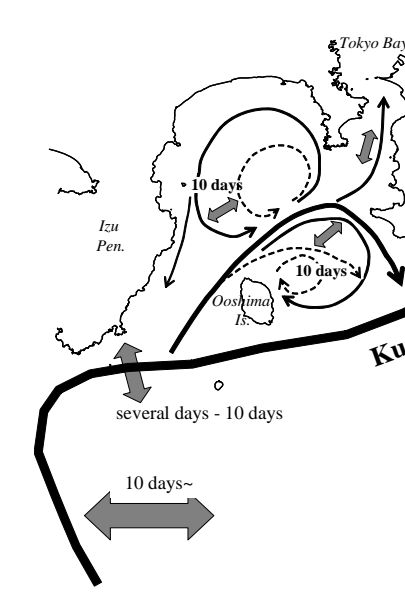 Tokyo Bay
10 days
Izu
Pen.
10 days
Ooshima
Is.
Ku
several days - 10 days
10 days~